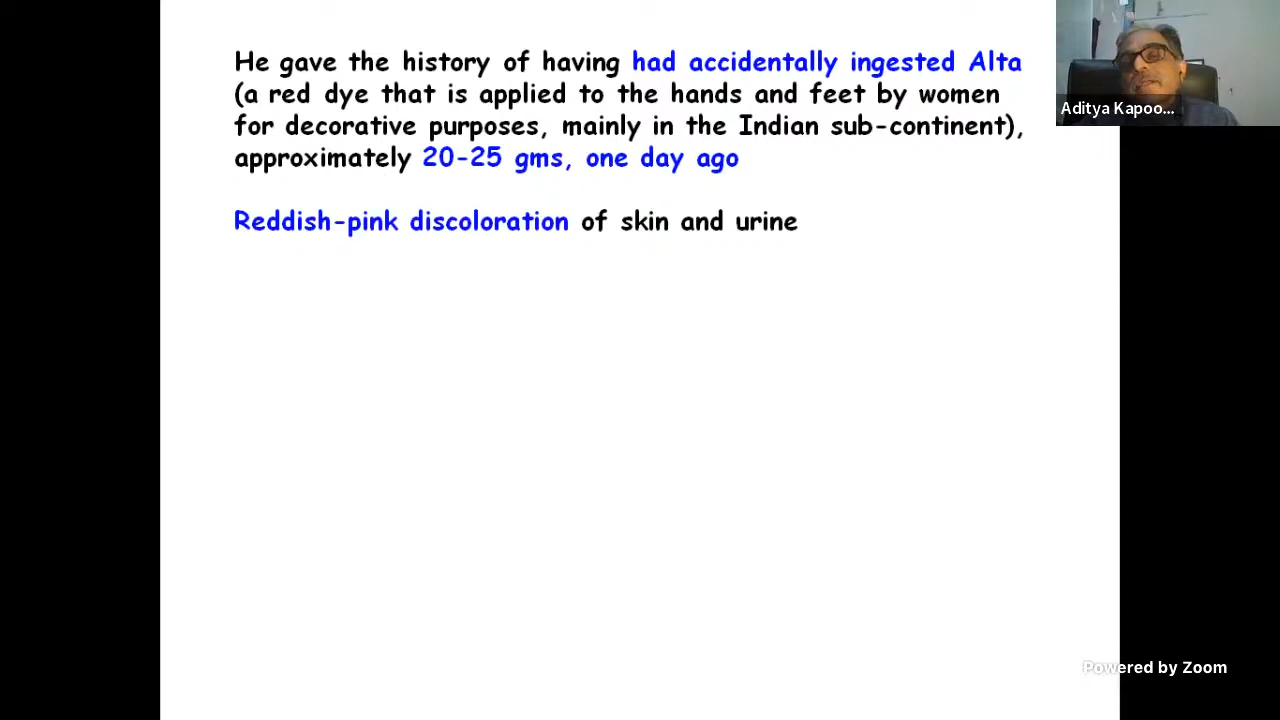 He gave the history of having had accidentally ingested Alta
(a red dye that is applied to the hands and feet by women
for decorative purposes, mainly in the Indian sub-continent),
approximately 20-25 gms, one day ago
Reddish-pink discoloration of skin and urine
Aditya Kapoo...
Powered by Zoom